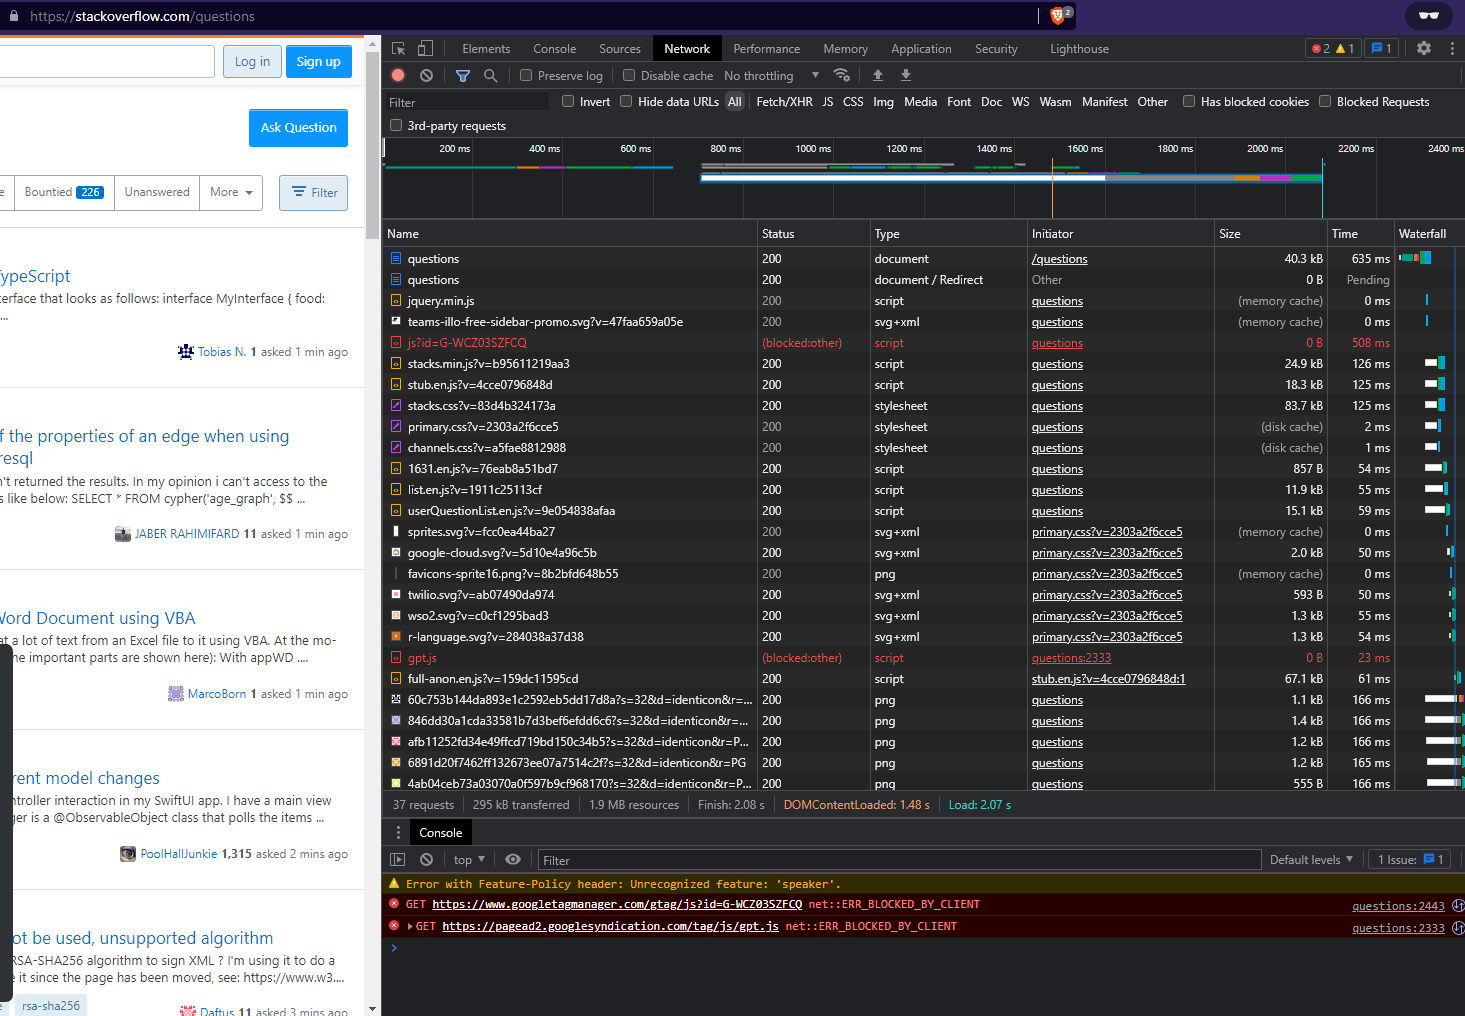 https://stackoverflow.com/questions
2
Log in
Sign up
Ask Question
e
Bountied 226
Unanswered
More
Filter
TypeScript
terface that looks as follows: interface MyInterface { food:
...
Tobias N. 1 asked 1 min ago
f the properties of an edge when using
resql
n't returned the results. In my opinion i can't access to the
s like below: SELECT * FROM cypher('age_graph', $$ ...
JABER RAHIMIFARD 11 asked 1 min ago
Word Document using VBA
at a lot of text from an Excel file to it using VBA. At the mo-
ne important parts are shown here): With appWD ....
MarcoBorn 1 asked 1 min ago
rent model changes
ntroller interaction in my SwiftUI app. I have a main view
ger is a @ObservableObject class that polls the items ...
PoolHallJunkie 1,315 asked 2 mins ago
ot be used, unsupported algorithm
RSA-SHA256 algorithm to sign XML ? I'm using it to do a
e it since the page has been moved, see: https://www.w3....
e rsa-sha256
Daftus 11 asked 3 mins ago
Elements Console Sources Network Performance Memory Application Security Lighthouse 2 1 1
Preserve log Disable cache No throttling
Filter Invert Hide data URLs All Fetch/XHR JS CSS Img Media Font Doc WS Wasm Manifest Other Has blocked cookies Blocked Requests
3rd-party requests
200 ms 400 ms 600 ms 800 ms 1000 ms 1200 ms 1400 ms 1600 ms 1800 ms 2000 ms 2200 ms 2400 ms
Name Status Type Initiator Size Time Waterfall
questions 200 document /questions 40.3 kB 635 ms
questions 200 document / Redirect Other 0 B Pending
jquery.min.js 200 script questions (memory cache) 0 ms
teams-illo-free-sidebar-promo.svg?v=47faa659a05e 200 svg+xml questions (memory cache) 0 ms
js?id=G-WCZ03SZFCQ (blocked:other) script questions 0 B 508 ms
stacks.min.js?v=b95611219aa3 200 script questions 24.9 kB 126 ms
stub.en.js?v=4cce0796848d 200 script questions 18.3 kB 125 ms
stacks.css?v=83d4b324173a 200 stylesheet questions 83.7 kB 125 ms
primary.css?v=2303a2f6cce5 200 stylesheet questions (disk cache) 2 ms
channels.css?v=a5fae8812988 200 stylesheet questions (disk cache) 1 ms
1631.en.js?v=76eab8a51bd7 200 script questions 857 B 54 ms
list.en.js?v=1911c25113cf 200 script questions 11.9 kB 55 ms
userQuestionList.en.js?v=9e054838afaa 200 script questions 15.1 kB 59 ms
sprites.svg?v=fcc0ea44ba27 200 svg+xml primary.css?v=2303a2f6cce5 (memory cache) 0 ms
google-cloud.svg?v=5d10e4a96c5b 200 svg+xml primary.css?v=2303a2f6cce5 2.0 kB 50 ms
favicons-sprite16.png?v=8b2bfd648b55 200 png primary.css?v=2303a2f6cce5 (memory cache) 0 ms
twilio.svg?v=ab07490da974 200 svg+xml primary.css?v=2303a2f6cce5 593 B 50 ms
wso2.svg?v=c0cf1295bad3 200 svg+xml primary.css?v=2303a2f6cce5 1.3 kB 55 ms
r-language.svg?v=284038a37d38 200 svg+xml primary.css?v=2303a2f6cce5 1.3 kB 54 ms
gpt.js (blocked:other) script questions:2333 0 B 23 ms
full-anon.en.js?v=159dc11595cd 200 script stub.en.js?v=4cce0796848d:1 67.1 kB 61 ms
60c753b144da893e1c2592eb5dd17d8a?s=32&d=identicon&r=... 200 png questions 1.1 kB 166 ms
846dd30a1cda33581b7d3bef6efdd6c6?s=32&d=identicon&r=... 200 png questions 1.4 kB 166 ms
afb11252fd34e49ffcd719bd150c34b5?s=32&d=identicon&r=P... 200 png questions 1.2 kB 166 ms
6891d20f7462ff132673ee07a7514c2f?s=32&d=identicon&r=PG 200 png questions 1.2 kB 165 ms
4ab04ceb73a03070a0f597b9cf968170?s=32&d=identicon&r=P... 200 png questions 555 B 166 ms
37 requests 295 kB transferred 1.9 MB resources Finish: 2.08 s DOMContentLoaded: 1.48 s Load: 2.07 s
Console
top Filter Default levels 1 Issue: 1
Error with Feature-Policy header: Unrecognized feature: 'speaker'.
GET https://www.googletagmanager.com/gtag/js?id=G-WCZ03SZFCQ net::ERR_BLOCKED_BY_CLIENT questions:2443
GET https://pagead2.googlesyndication.com/tag/js/gpt.js net::ERR_BLOCKED_BY_CLIENT questions:2333